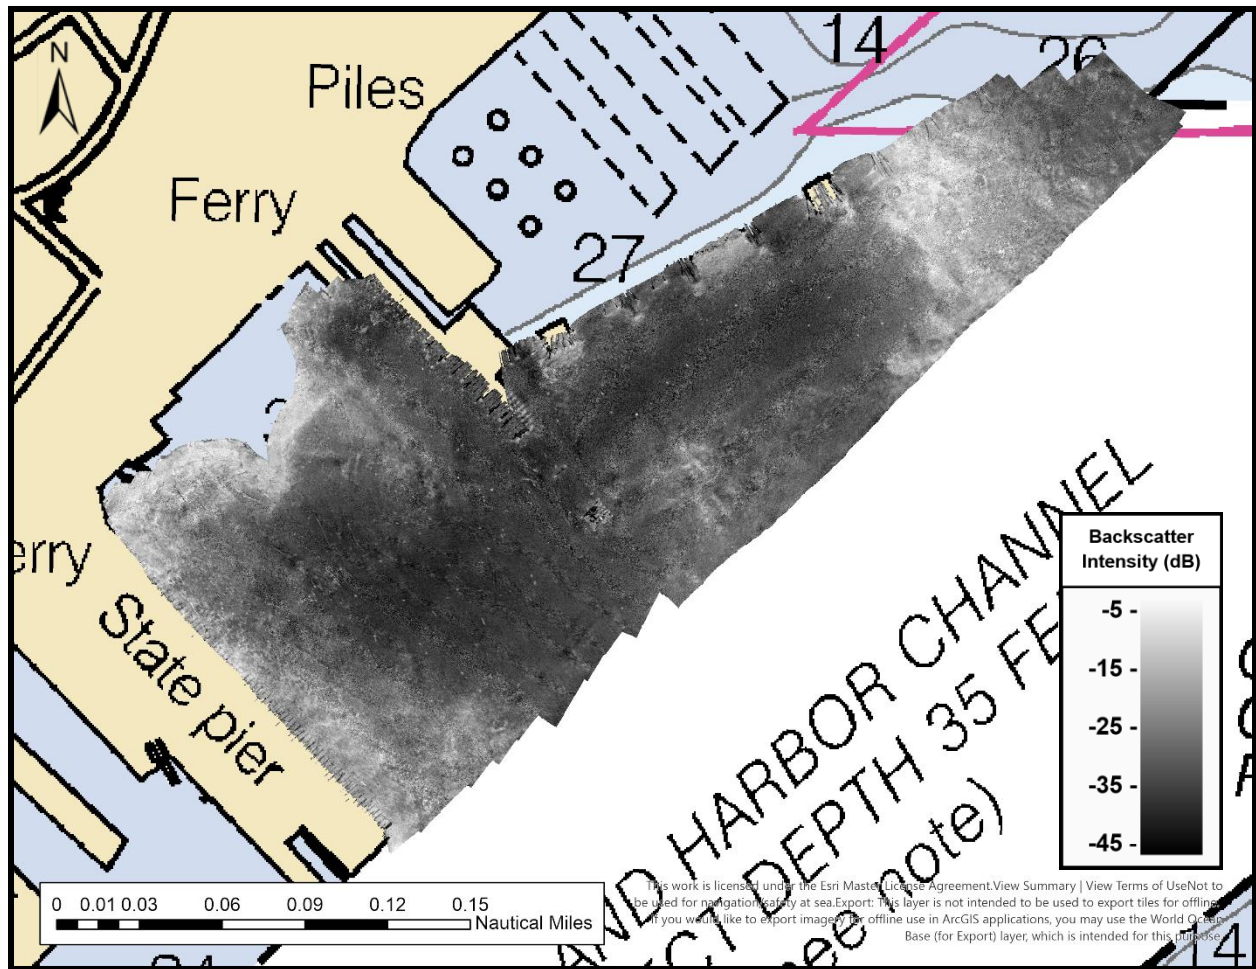 N
14
26
Piles
Ferry
27
erry
State pier
AND HARBOR CHANNEL
CT DEPTH 35 FE
ee note)
Backscatter
Intensity (dB)
-5 -
-15 -
-25 -
-35 -
-45 -
0 0.01 0.03 0.06 0.09 0.12 0.15
Nautical Miles
This work is licensed under the Esri Master License Agreement.View Summary | View Terms of UseNot to
be used for navigation/safety at sea.Export: This layer is not intended to be used to export tiles for offline.
If you would like to export imagery for offline use in ArcGIS applications, you may use the World Ocean
Base (for Export) layer, which is intended for this purpose.
14